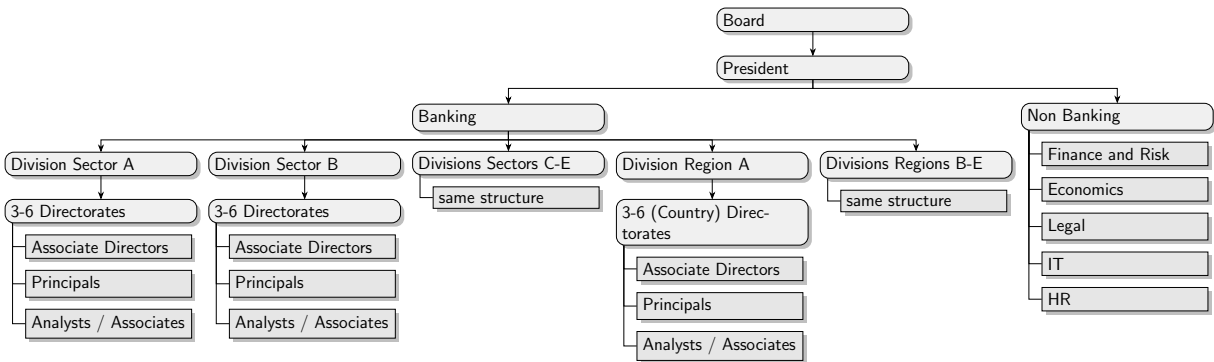 Board
President
Banking
Non Banking
Division Sector A
Division Sector B
Divisions Sectors C-E
Division Region A
Divisions Regions B-E
3-6 Directorates
Associate Directors
Principals
Analysts / Associates
3-6 Directorates
Associate Directors
Principals
Analysts / Associates
same structure
3-6 (Country) Direc-
torates
Associate Directors
Principals
Analysts / Associates
same structure
Finance and Risk
Economics
Legal
IT
HR